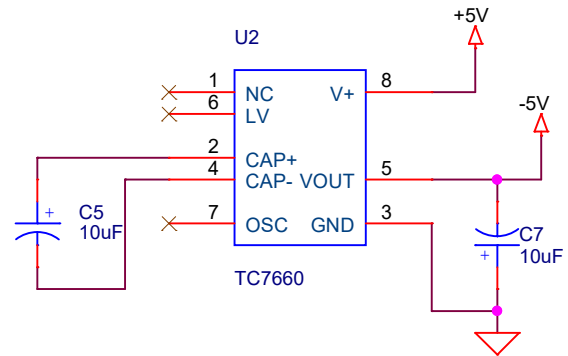 +5V
U2
1
NC
V+
8
6
LV
-5V
2
CAP+
4
CAP-
VOUT
5
7
OSC
GND
3
+
C5
10uF
C7
10uF
+
TC7660